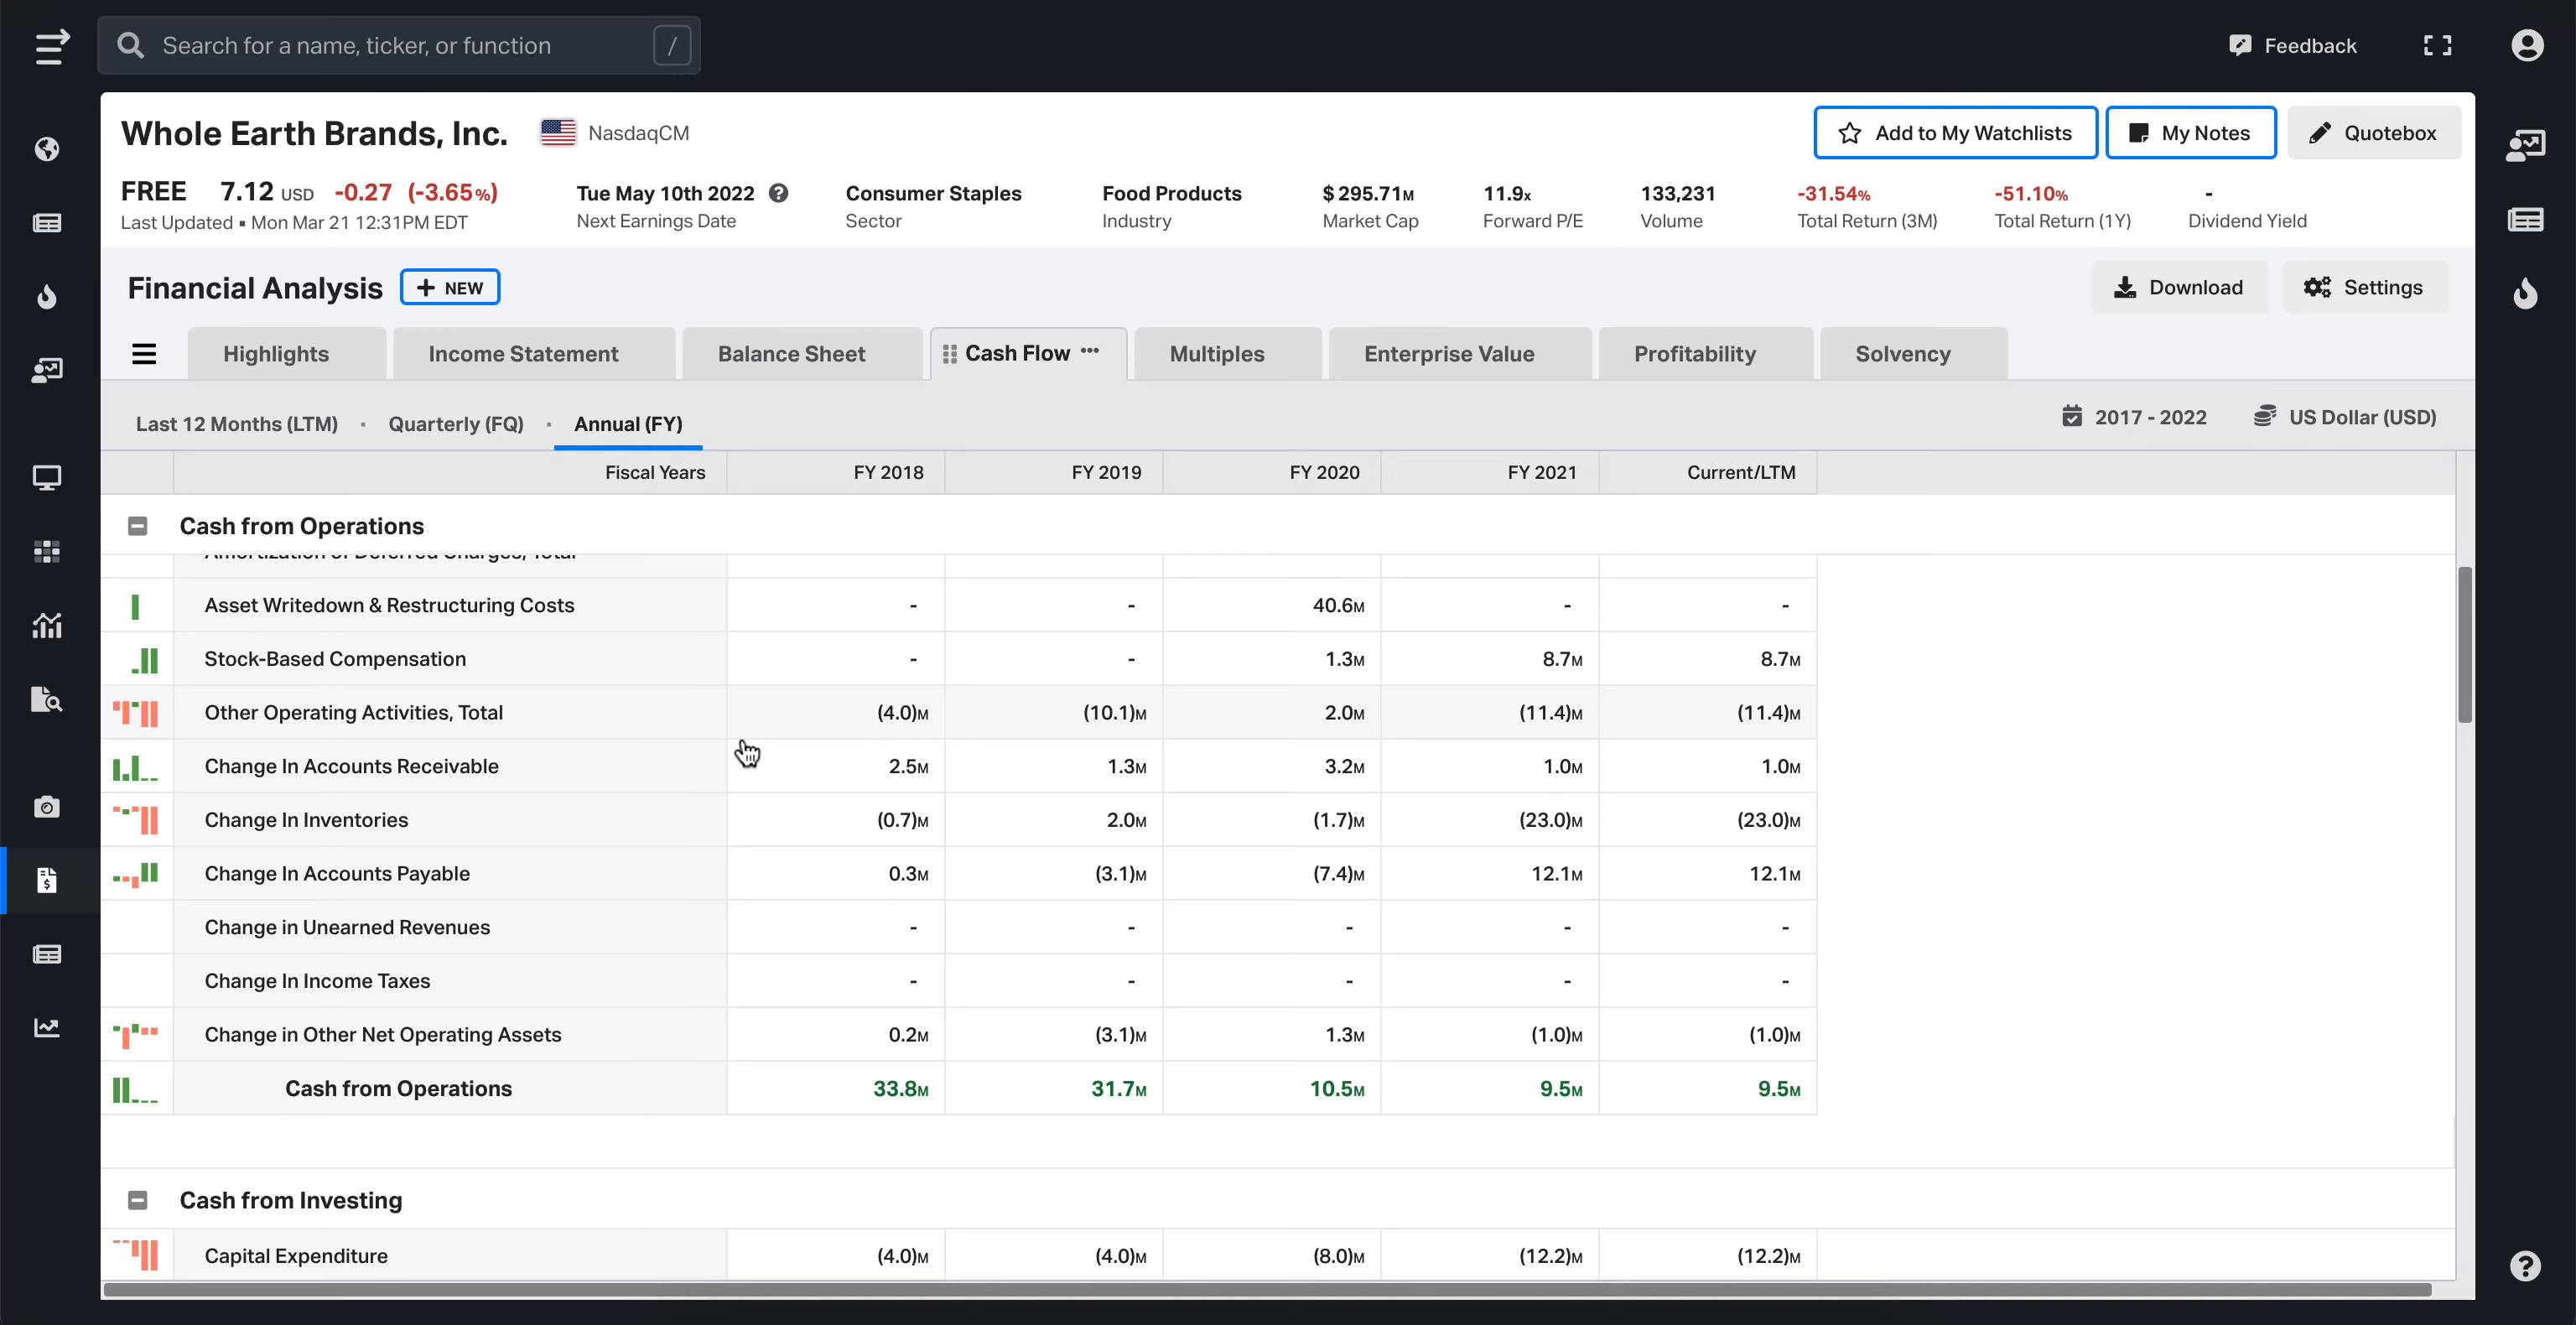 Search for a name, ticker, or function /
Feedback
Whole Earth Brands, Inc. NasdaqCM
Add to My Watchlists My Notes Quotebox
FREE 7.12 USD -0.27 (-3.65%) Tue May 10th 2022 Consumer Staples Food Products $ 295.71M 11.9x 133,231 -31.54% -51.10% -
Last Updated ▪ Mon Mar 21 12:31PM EDT Next Earnings Date Sector Industry Market Cap Forward P/E Volume Total Return (3M) Total Return (1Y) Dividend Yield
Financial Analysis + NEW Download Settings
Highlights Income Statement Balance Sheet Cash Flow ••• Multiples Enterprise Value Profitability Solvency
Last 12 Months (LTM) · Quarterly (FQ) · Annual (FY) 2017 - 2022 US Dollar (USD)
Fiscal Years FY 2018 FY 2019 FY 2020 FY 2021 Current/LTM
Cash from Operations
Amortization of Deferred Charges, Total
Asset Writedown & Restructuring Costs - - 40.6M - -
Stock-Based Compensation - - 1.3M 8.7M 8.7M
Other Operating Activities, Total (4.0)M (10.1)M 2.0M (11.4)M (11.4)M
Change In Accounts Receivable 2.5M 1.3M 3.2M 1.0M 1.0M
Change In Inventories (0.7)M 2.0M (1.7)M (23.0)M (23.0)M
Change In Accounts Payable 0.3M (3.1)M (7.4)M 12.1M 12.1M
Change in Unearned Revenues - - - - -
Change In Income Taxes - - - - -
Change in Other Net Operating Assets 0.2M (3.1)M 1.3M (1.0)M (1.0)M
Cash from Operations 33.8M 31.7M 10.5M 9.5M 9.5M
Cash from Investing
Capital Expenditure (4.0)M (4.0)M (8.0)M (12.2)M (12.2)M